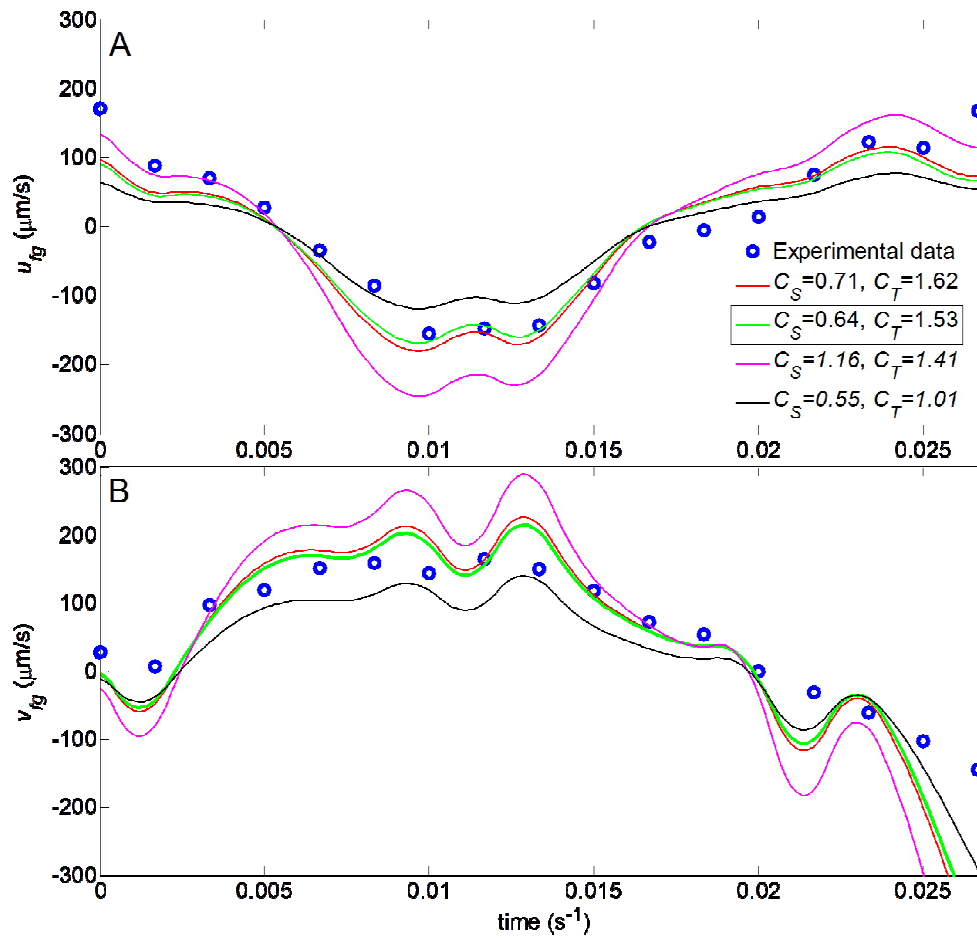 A
300
200
100
0
-100
-200
-300
u_fg (μm/s)
0 0.005 0.01 0.015 0.02 0.025
Experimental data
C_S=0.71, C_T=1.62
C_S=0.64, C_T=1.53
C_S=1.16, C_T=1.41
C_S=0.55, C_T=1.01
B
300
200
100
0
-100
-200
-300
v_fg (μm/s)
0 0.005 0.01 0.015 0.02 0.025
time (s⁻¹)